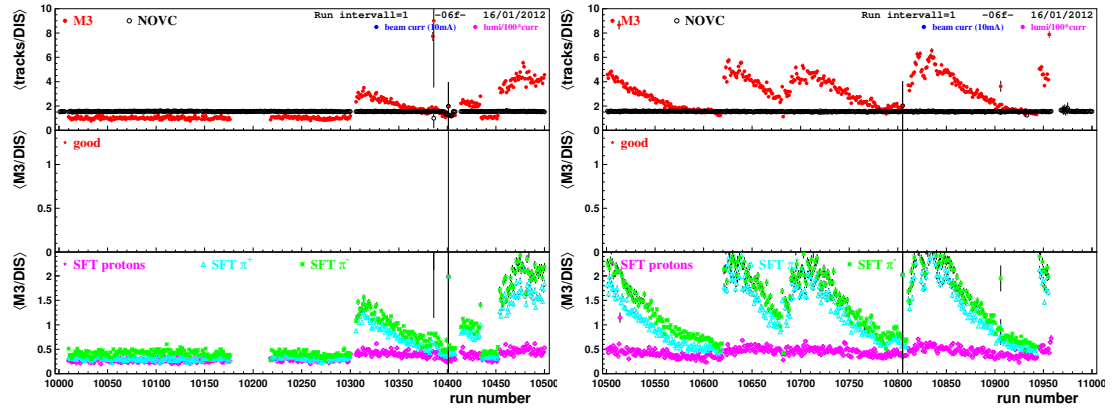 Run intervall=1 -06f- 16/01/2012
M3 NOVC beam curr (10mA) lumi/100*curr
⟨tracks/DIS⟩
10
8
6
4
2
0
good
⟨M3/DIS⟩
1
0.5
0
SFT protons SFT π+ SFT π-
⟨M3/DIS⟩
2
1.5
1
0.5
0
10000 10050 10100 10150 10200 10250 10300 10350 10400 10450 10500
run number
Run intervall=1 -06f- 16/01/2012
M3 NOVC beam curr (10mA) lumi/100*curr
⟨tracks/DIS⟩
10
8
6
4
2
0
good
⟨M3/DIS⟩
1
0.5
0
SFT protons SFT π SFT π-
⟨M3/DIS⟩
2
1.5
1
0.5
0
10500 10550 10600 10650 10700 10750 10800 10850 10900 10950 11000
run number